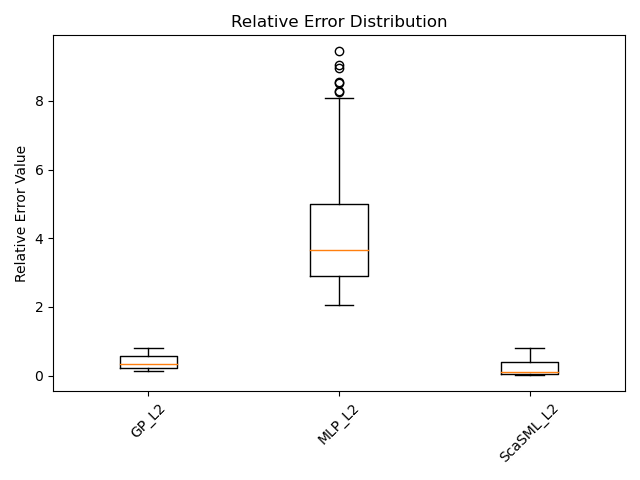 Relative Error Distribution
Relative Error Value
8
6
4
2
0
GP_L2
MLP_L2
ScaSML_L2